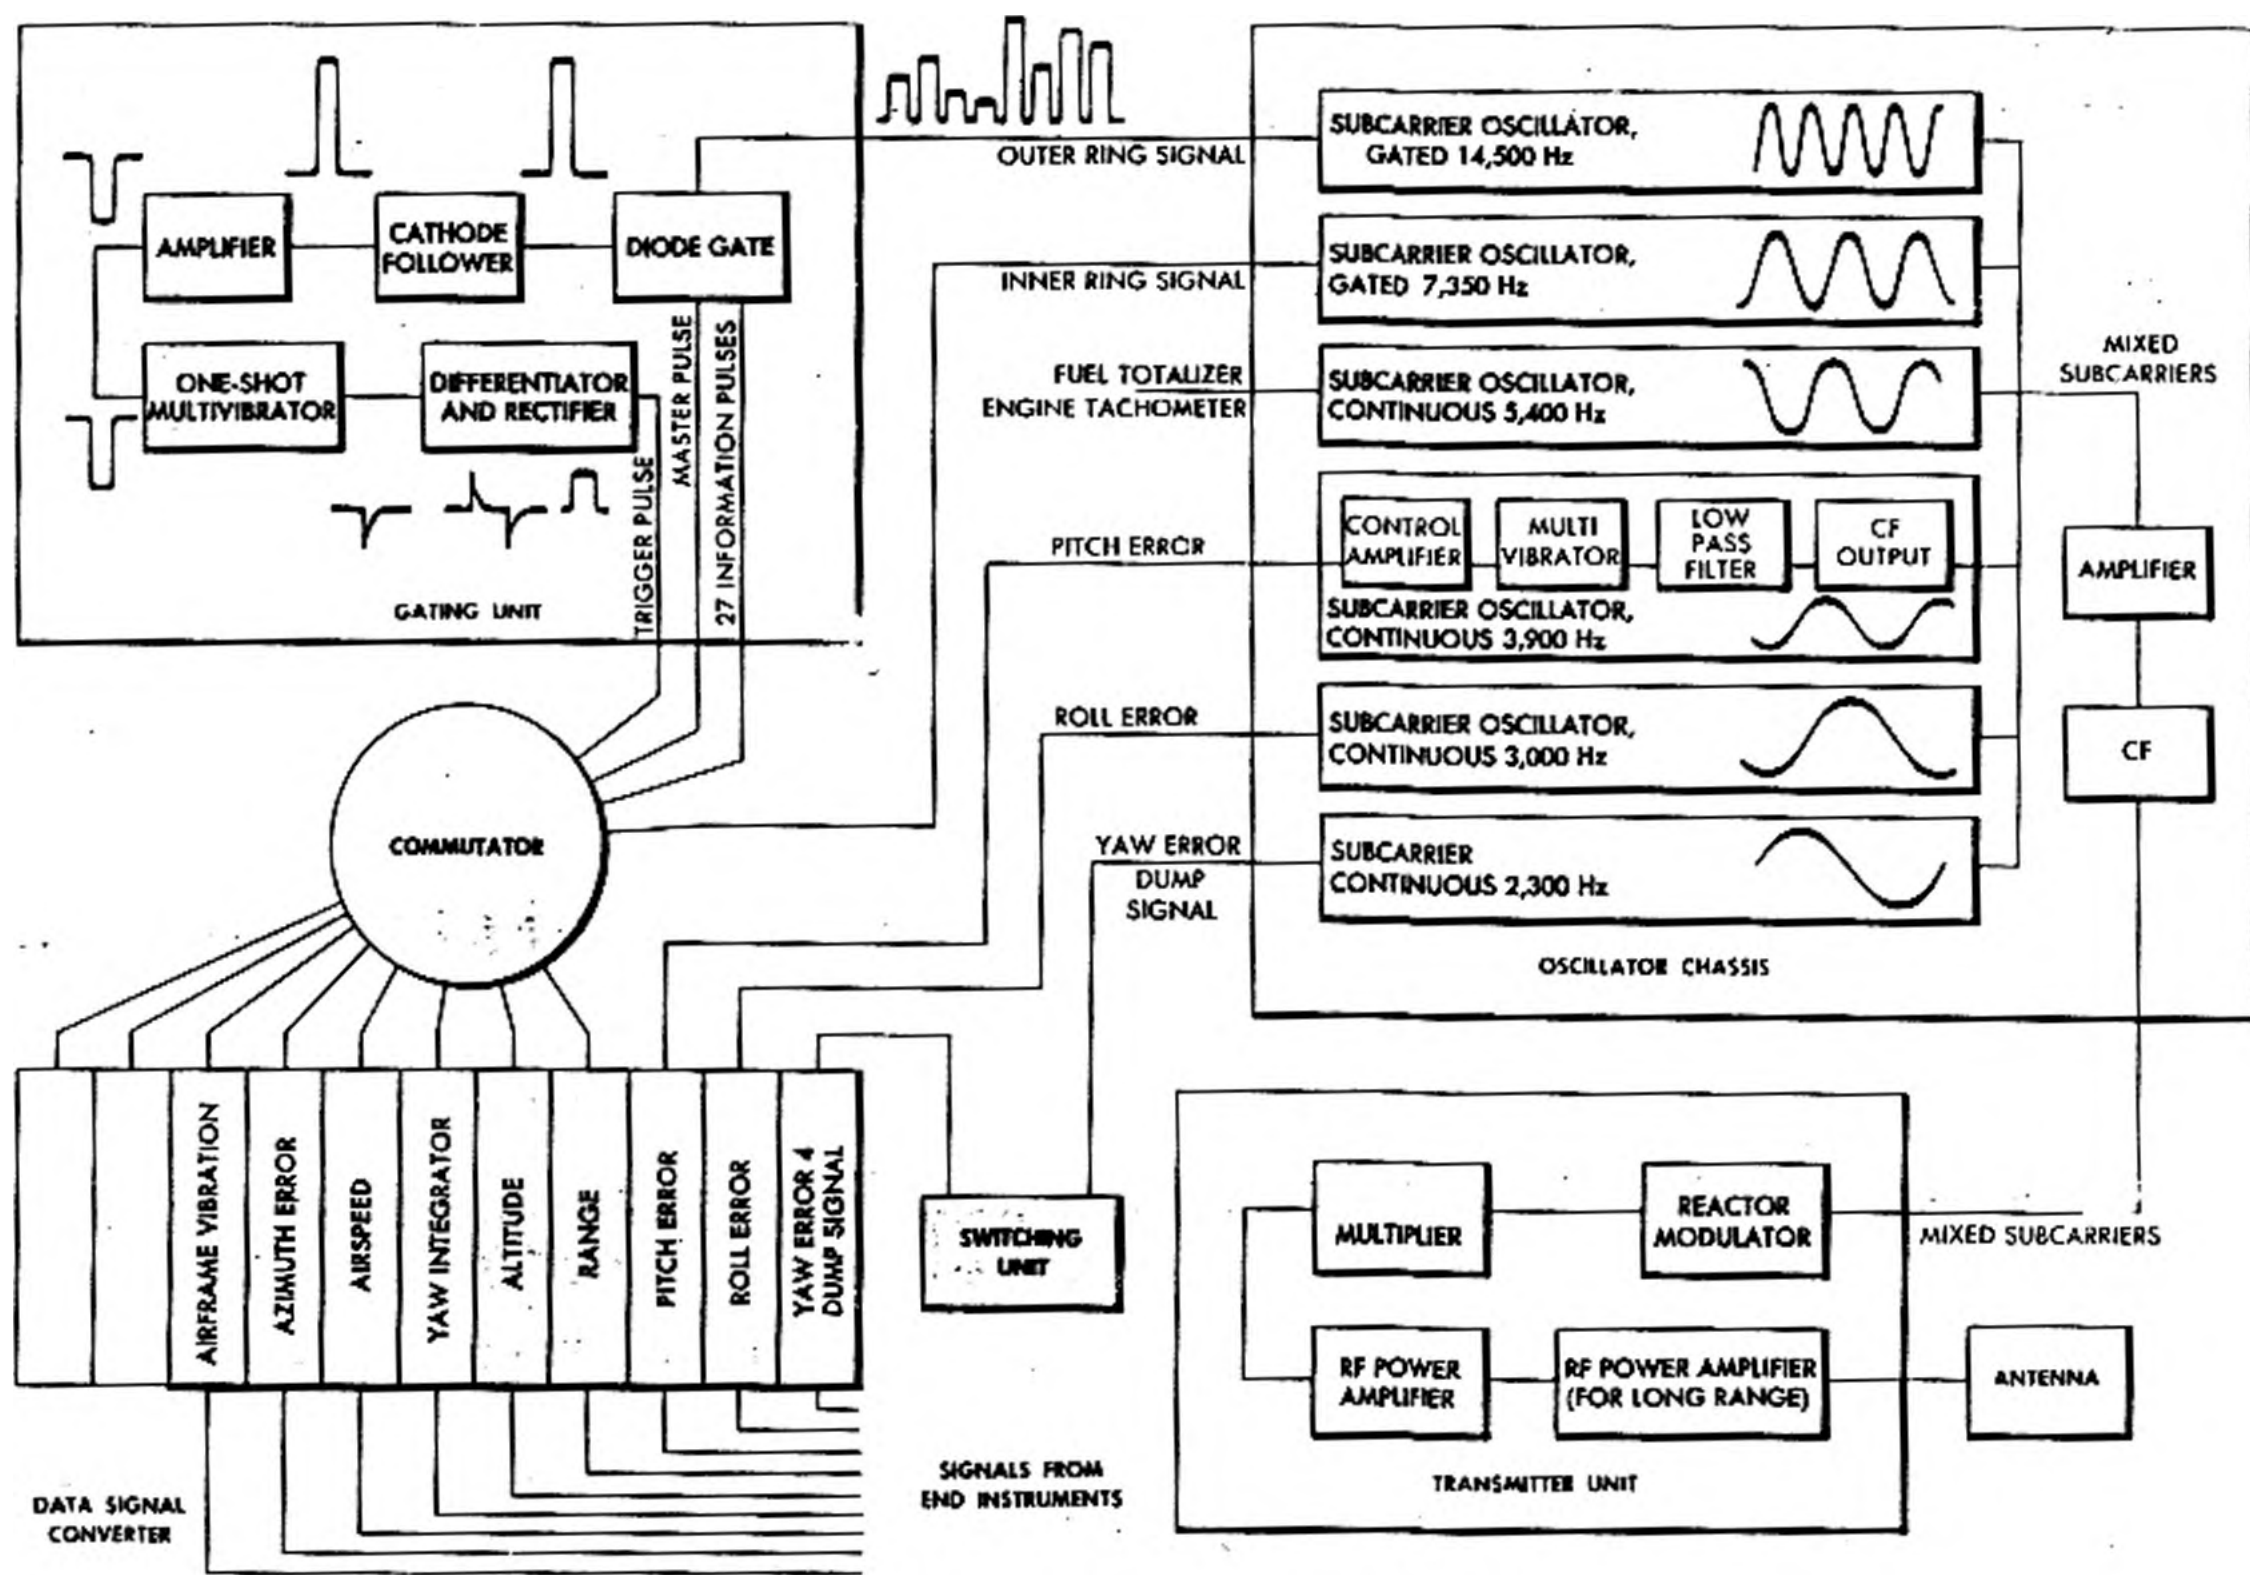 AMPLIFIER
CATHODE
FOLLOWER
DIODE GATE
ONE-SHOT
MULTIVIBRATOR
DIFFERENTIATOR
AND RECTIFIER
TRIGGER PULSE
MASTER PULSE
27 INFORMATION PULSES
GATING UNIT
OUTER RING SIGNAL
INNER RING SIGNAL
FUEL TOTALIZER
ENGINE TACHOMETER
PITCH ERROR
ROLL ERROR
YAW ERROR
DUMP
SIGNAL
SUBCARRIER OSCILLATOR,
GATED 14,500 Hz
SUBCARRIER OSCILLATOR,
GATED 7,350 Hz
SUBCARRIER OSCILLATOR,
CONTINUOUS 5,400 Hz
CONTROL
AMPLIFIER
MULTI
VIBRATOR
LOW
PASS
FILTER
CF
OUTPUT
SUBCARRIER OSCILLATOR,
CONTINUOUS 3,900 Hz
SUBCARRIER OSCILLATOR,
CONTINUOUS 3,000 Hz
SUBCARRIER
CONTINUOUS 2,300 Hz
OSCILLATOR CHASSIS
MIXED
SUBCARRIERS
AMPLIFIER
CF
COMMUTATOR
AIRFRAME VIBRATION
AZIMUTH ERROR
AIRSPEED
YAW INTEGRATOR
ALTITUDE
RANGE
PITCH ERROR
ROLL ERROR
YAW ERROR 4
DUMP SIGNAL
DATA SIGNAL
CONVERTER
SWITCHING
UNIT
SIGNALS FROM
END INSTRUMENTS
MULTIPLIER
REACTOR
MODULATOR
MIXED SUBCARRIERS
RF POWER
AMPLIFIER
RF POWER AMPLIFIER
(FOR LONG RANGE)
ANTENNA
TRANSMITTER UNIT